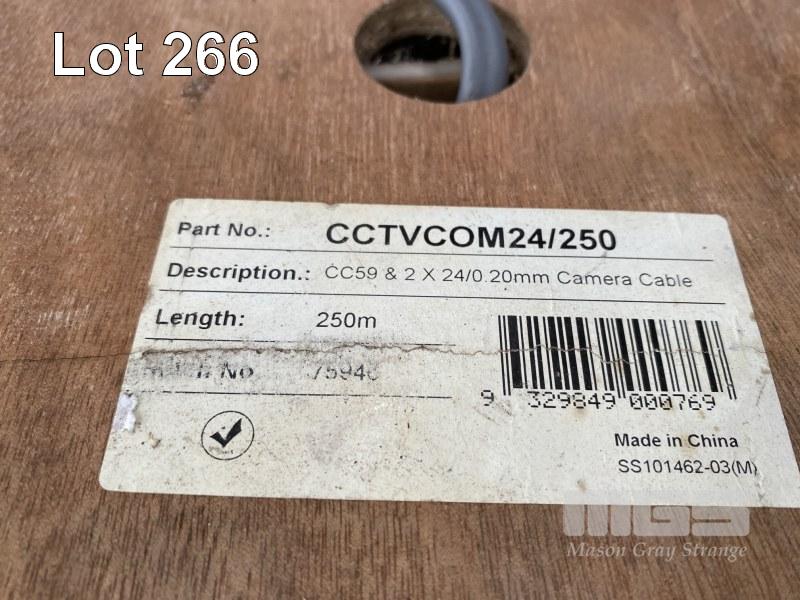 Lot 266
Part No.: CCTVCOM24/250
Description.: CC59 & 2 X 24/0.20mm Camera Cable
Length: 250m
No
9 329849 000769
Made in China
SS101462-03(M)
MGS
Mason Gray Strange